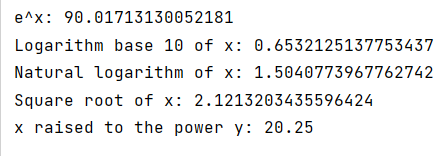 e^x: 90.01713130052181
Logarithm base 10 of x: 0.6532125137753437
Natural logarithm of x: 1.5040773967762742
Square root of x: 2.1213203435596424
x raised to the power y: 20.25